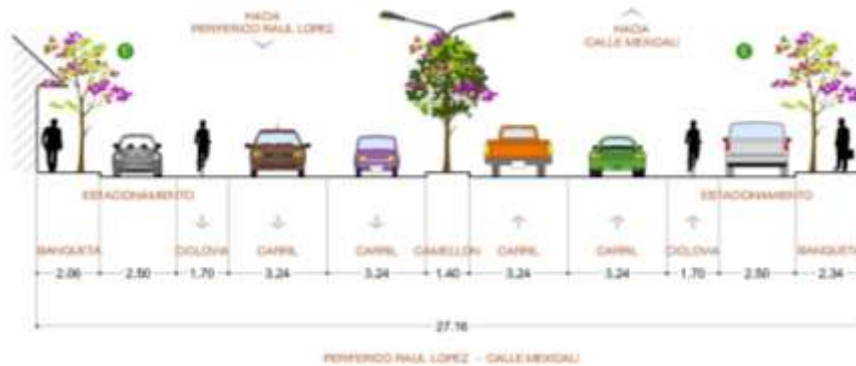 HACIA
PERIFERICO RAUL LOPEZ
HACIA
CALLE MEXICALI
E
E
ESTACIONAMIENTO
ESTACIONAMIENTO
BANQUETA
CICLOVIA
CARRIL
CARRIL
CAMELLON
CARRIL
CARRIL
CICLOVIA
BANQUETA
2.06
2.50
1.70
3.24
3.24
1.40
3.24
3.24
1.70
2.50
2.34
27.16
PERIFERICO RAUL LOPEZ - CALLE MEXICALI